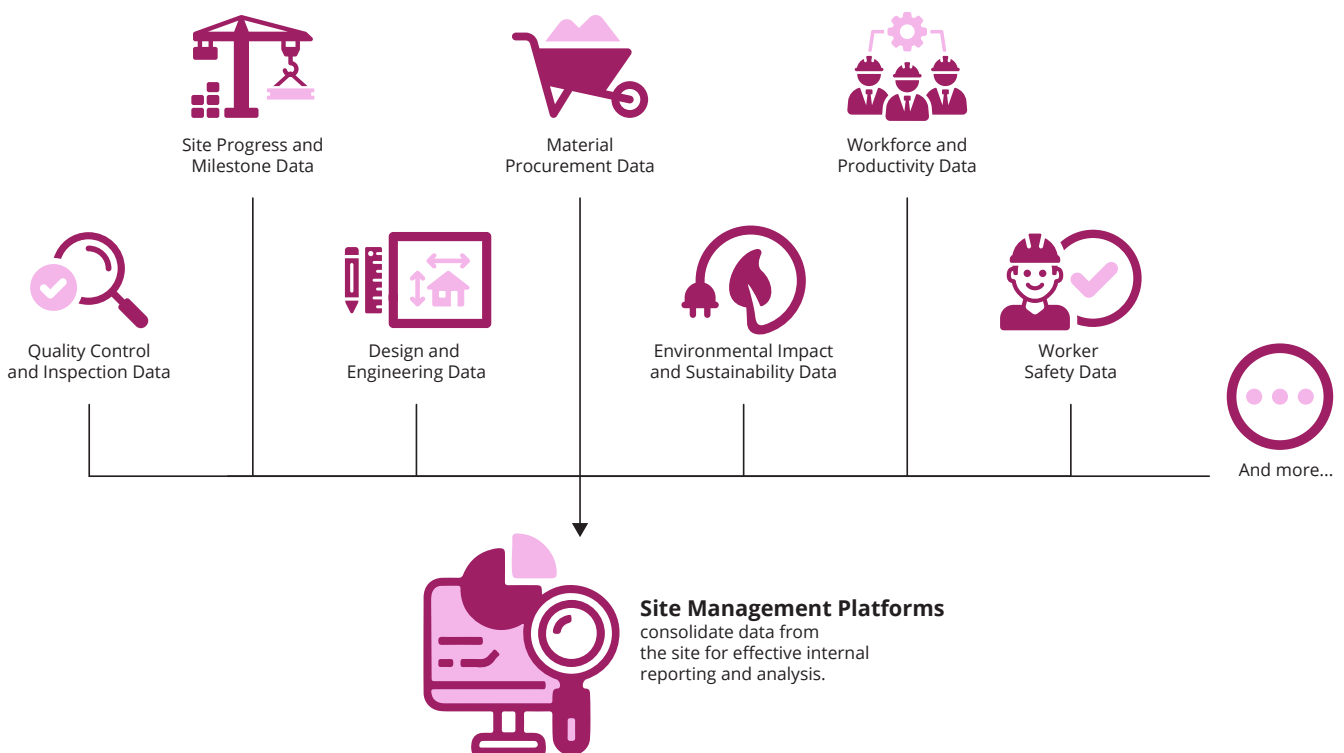 Site Progress and
Milestone Data
Material
Procurement Data
Workforce and
Productivity Data
Quality Control
and Inspection Data
Design and
Engineering Data
Environmental Impact
and Sustainability Data
Worker
Safety Data
And more...
Site Management Platforms
consolidate data from
the site for effective internal
reporting and analysis.